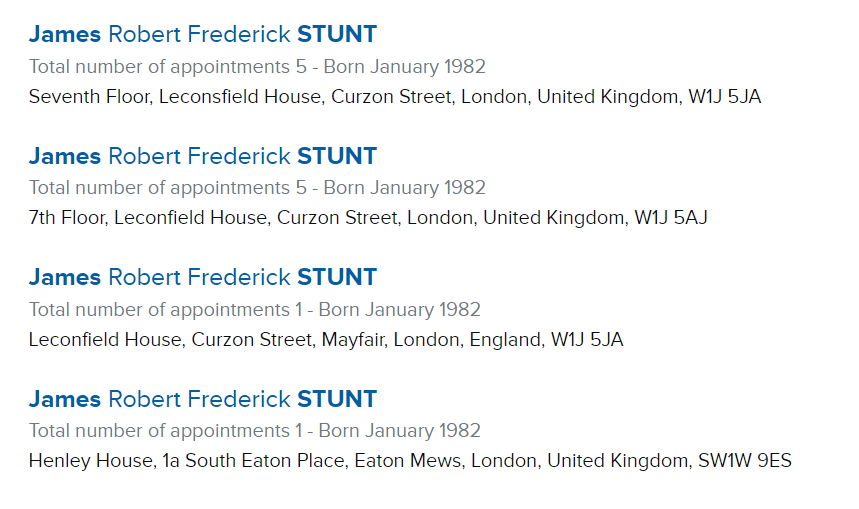 James Robert Frederick STUNT
Total number of appointments 5 - Born January 1982
Seventh Floor, Leconsfield House, Curzon Street, London, United Kingdom, W1J 5JA
James Robert Frederick STUNT
Total number of appointments 5 - Born January 1982
7th Floor, Leconfield House, Curzon Street, London, United Kingdom, W1J 5AJ
James Robert Frederick STUNT
Total number of appointments 1 - Born January 1982
Leconfield House, Curzon Street, Mayfair, London, England, W1J 5JA
James Robert Frederick STUNT
Total number of appointments 1 - Born January 1982
Henley House, 1a South Eaton Place, Eaton Mews, London, United Kingdom, SW1W 9ES